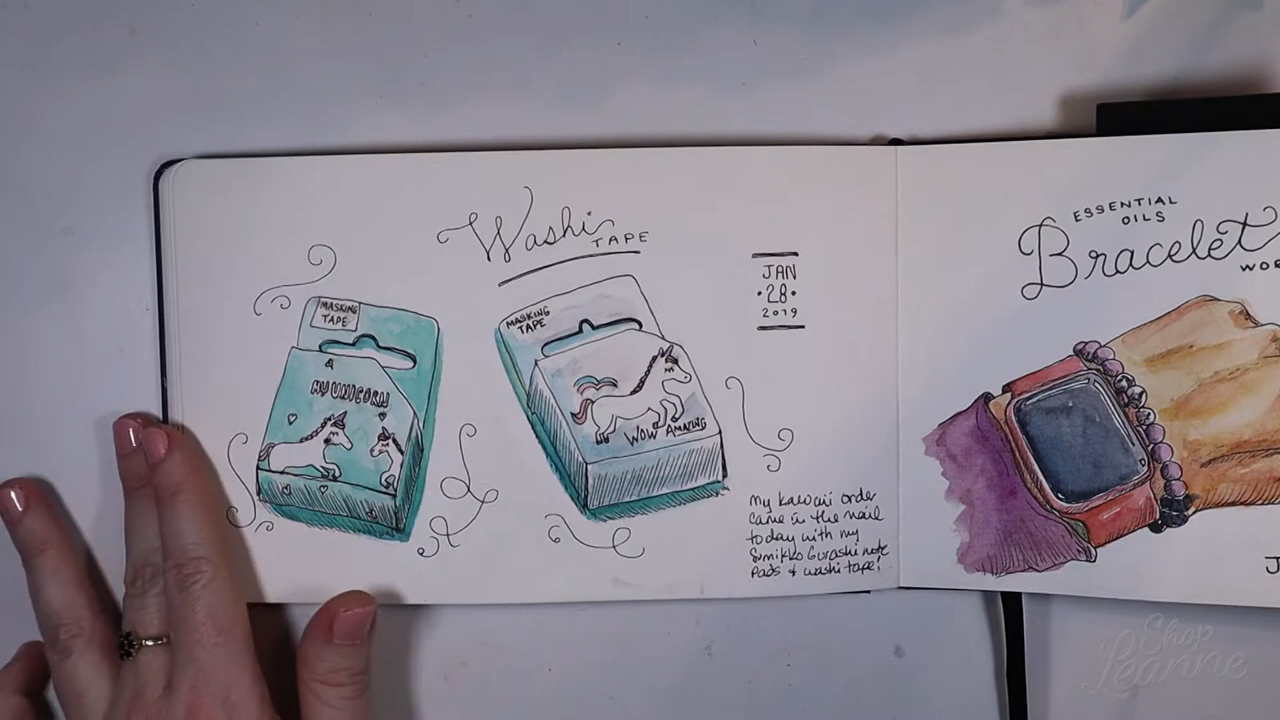 Washi
TAPE
JAN
·28·
2019
MASKING
TAPE
MY UNICORN
MASKING
TAPE
WOW AMAZING
My kawaii order
came in the mail
today with my
Sumikko Gurashi note
pads & washi tape!
ESSENTIAL
OILS
Bracelet
WOR
J
Shop
Leanne